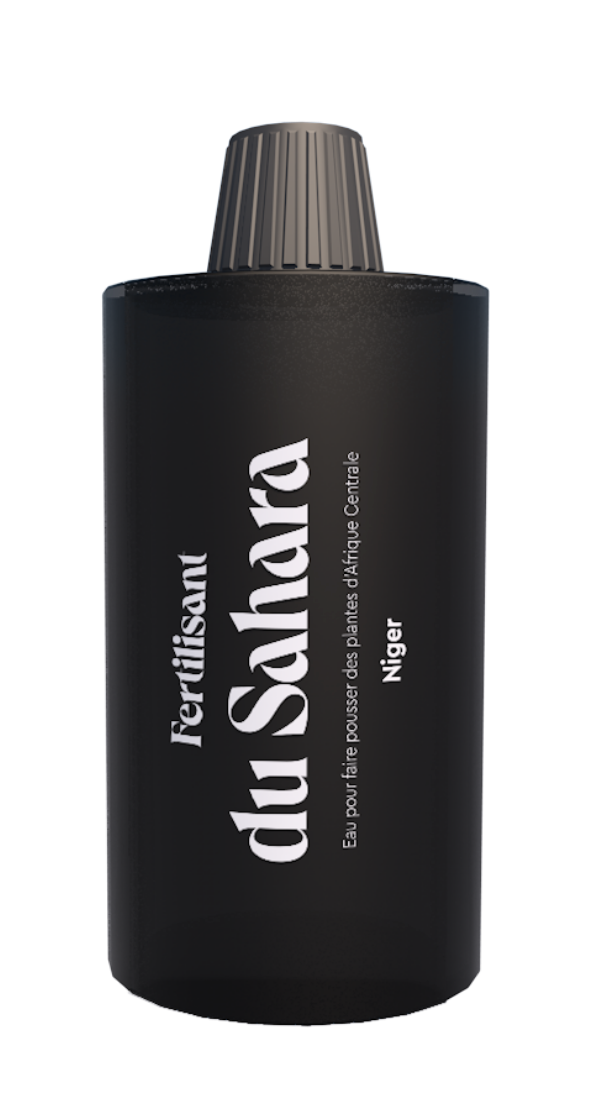 Fertilisant
du Sahara
Eau pour faire pousser des plantes d'Afrique Centrale
Niger